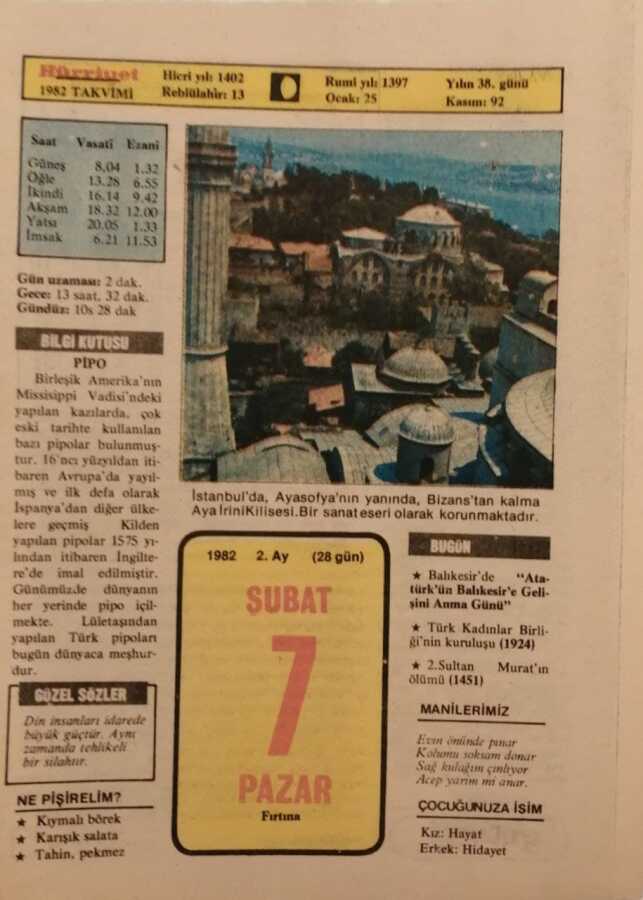 Hürriyet
1982 TAKVİMİ
Hicri yılı: 1402
Rebiülahir: 13
Rumi yılı: 1397
Ocak: 25
Yılın 38. günü
Kasım: 92
Saat Vasatî Ezanî
Güneş 8.04 1.32
Öğle 13.28 6.55
İkindi 16.14 9.42
Akşam 18.32 12.00
Yatsı 20.05 1.33
İmsak 6.21 11.53
Gün uzaması: 2 dak.
Gece: 13 saat, 32 dak.
Gündüz: 10s 28 dak
BİLGİ KUTUSU
PİPO
Birleşik Amerika'nın
Missisippi Vadisi'ndeki
yapılan kazılarda, çok
eski tarihte kullanılan
bazı pipolar bulunmuş-
tur. 16'ncı yüzyıldan iti-
baren Avrupa'da yayıl-
mış ve ilk defa olarak
İspanya'dan diğer ülke-
lere geçmiş Kilden
yapılan pipolar 1575 yı-
lından itibaren İngilte-
re'de imal edilmiştir.
Günümüzde dünyanın
her yerinde pipo içil-
mekte. Lületaşından
yapılan Türk pipoları
bugün dünyaca meşhur-
dur.
GÜZEL SÖZLER
Din insanları idarede
büyük güçtür. Aynı
zamanda tehlikeli
bir silahtır.
NE PİŞİRELİM?
★ Kıymalı börek
★ Karışık salata
★ Tahin, pekmez
İstanbul'da, Ayasofya'nın yanında, Bizans'tan kalma
Aya İrini Kilisesi. Bir sanat eseri olarak korunmaktadır.
1982 2. Ay (28 gün)
ŞUBAT
7
PAZAR
Fırtına
BUGÜN
★ Balıkesir'de "Ata-
türk'ün Balıkesir'e Geli-
şini Anma Günü"
★ Türk Kadınlar Birli-
ği'nin kuruluşu (1924)
★ 2.Sultan Murat'ın
ölümü (1451)
MANİLERİMİZ
Evin önünde pınar
Kolumu soksam donar
Sağ kulağım çınlıyor
Acep yarim mi anar.
ÇOCUĞUNUZA İSİM
Kız: Hayat
Erkek: Hidayet